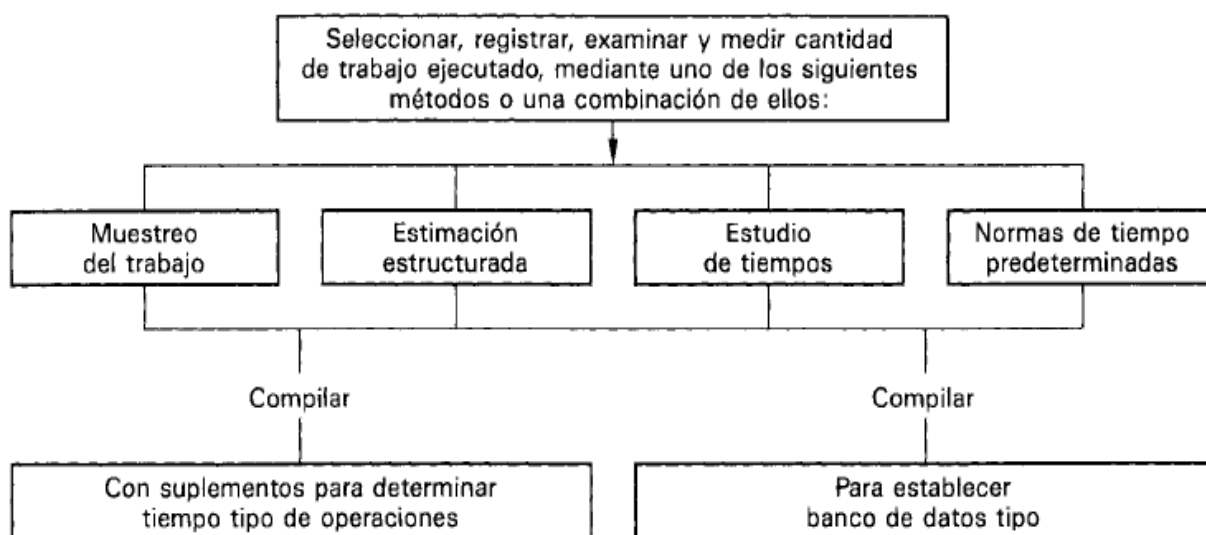 Seleccionar, registrar, examinar y medir cantidad
de trabajo ejecutado, mediante uno de los siguientes
métodos o una combinación de ellos:
Muestreo
del trabajo
Estimación
estructurada
Estudio
de tiempos
Normas de tiempo
predeterminadas
Compilar
Compilar
Con suplementos para determinar
tiempo tipo de operaciones
Para establecer
banco de datos tipo